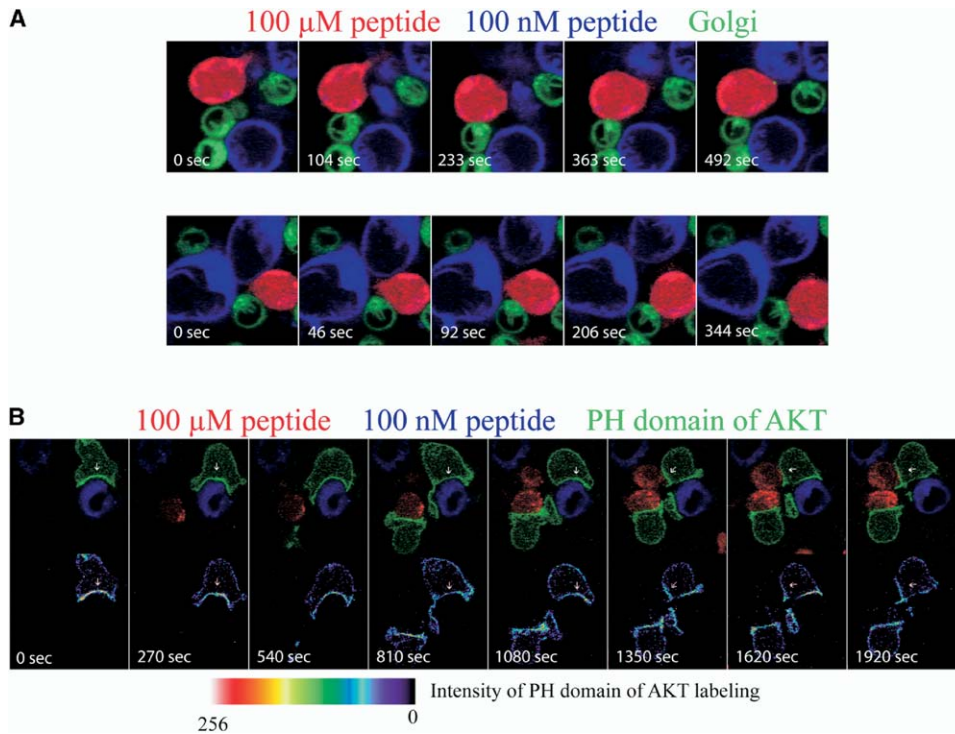 A
100 µM peptide 100 nM peptide Golgi
0 sec 104 sec 233 sec 363 sec 492 sec
0 sec 46 sec 92 sec 206 sec 344 sec
B
100 µM peptide 100 nM peptide PH domain of AKT
0 sec 270 sec 540 sec 810 sec 1080 sec 1350 sec 1620 sec 1920 sec
Intensity of PH domain of AKT labeling
256 0